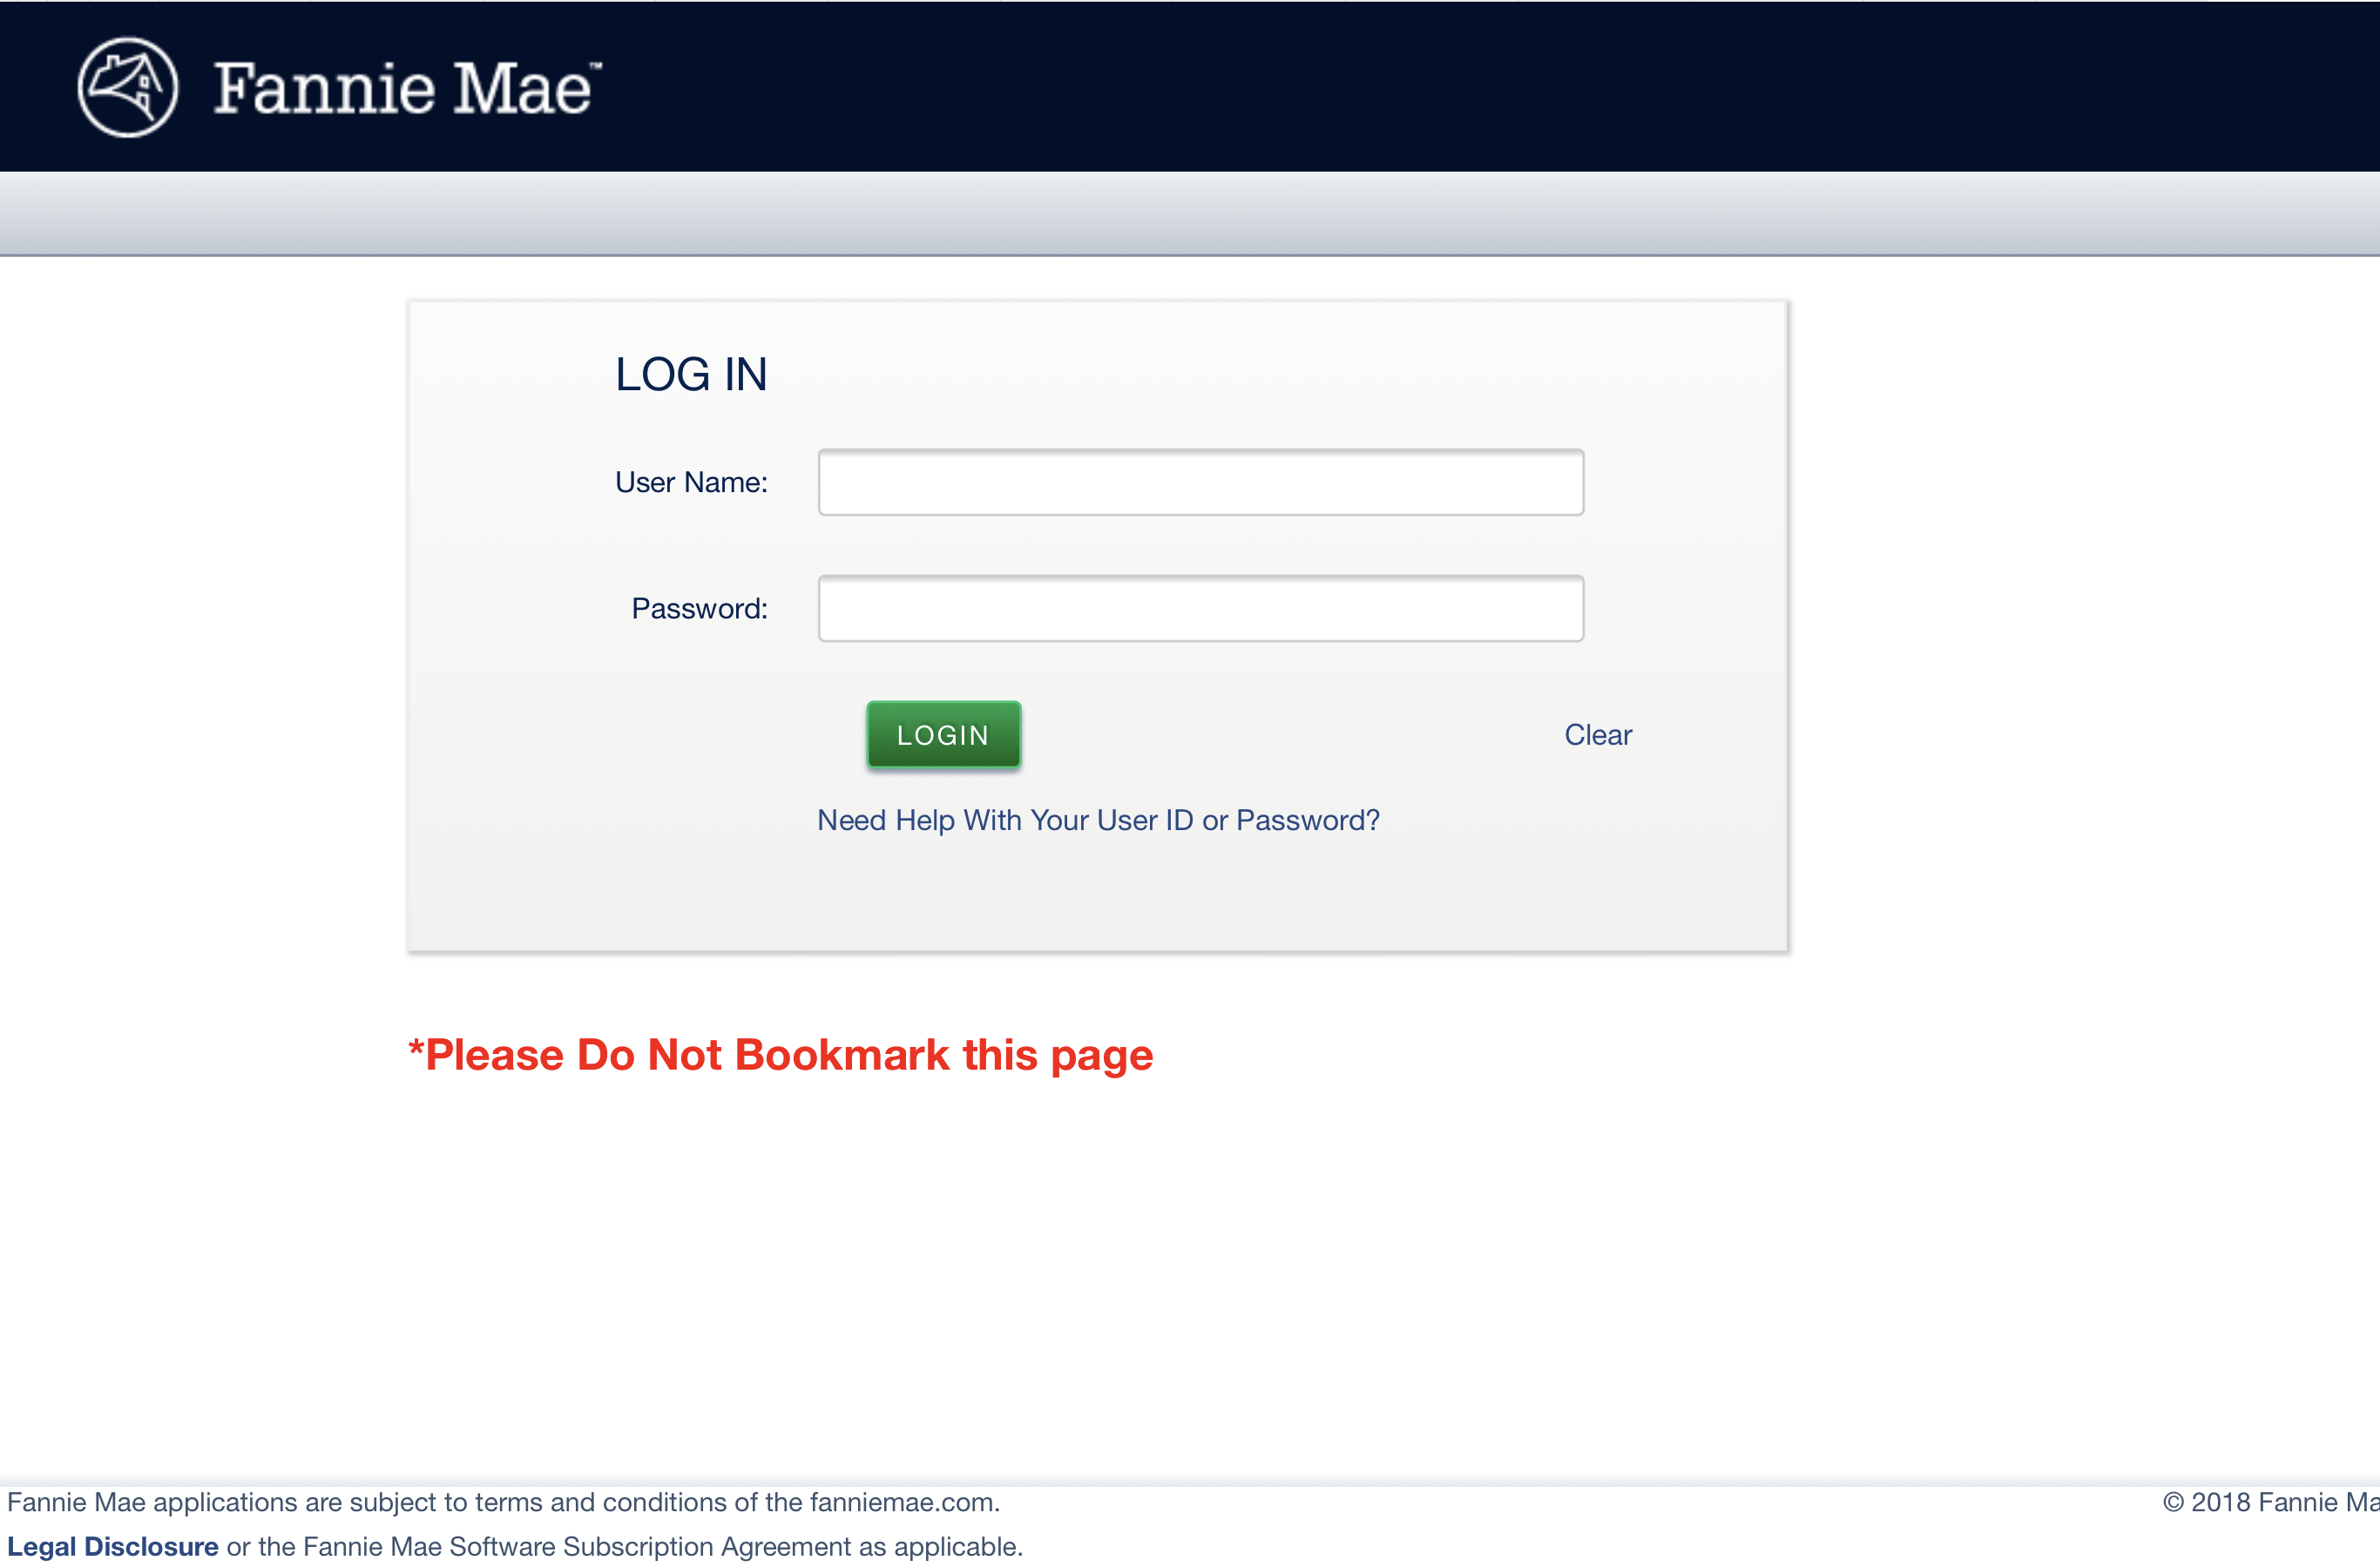 Fannie Mae™
LOG IN
User Name:
Password:
LOGIN
Clear
Need Help With Your User ID or Password?
*Please Do Not Bookmark this page
Fannie Mae applications are subject to terms and conditions of the fanniemae.com.
© 2018 Fannie Ma
Legal Disclosure or the Fannie Mae Software Subscription Agreement as applicable.